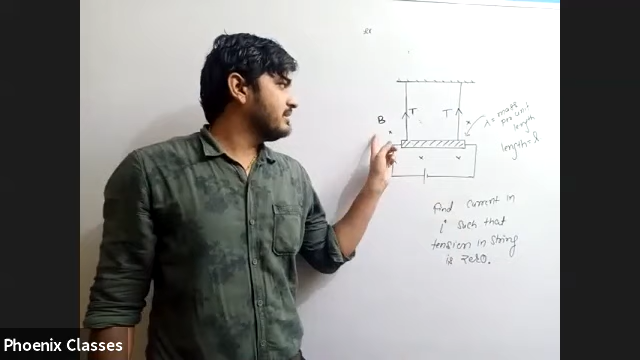 T
T
B
x
x
x
x
λ = mass
per unit
length
length = l
Find current in
i such that
tension in string
is zero.
Phoenix Classes